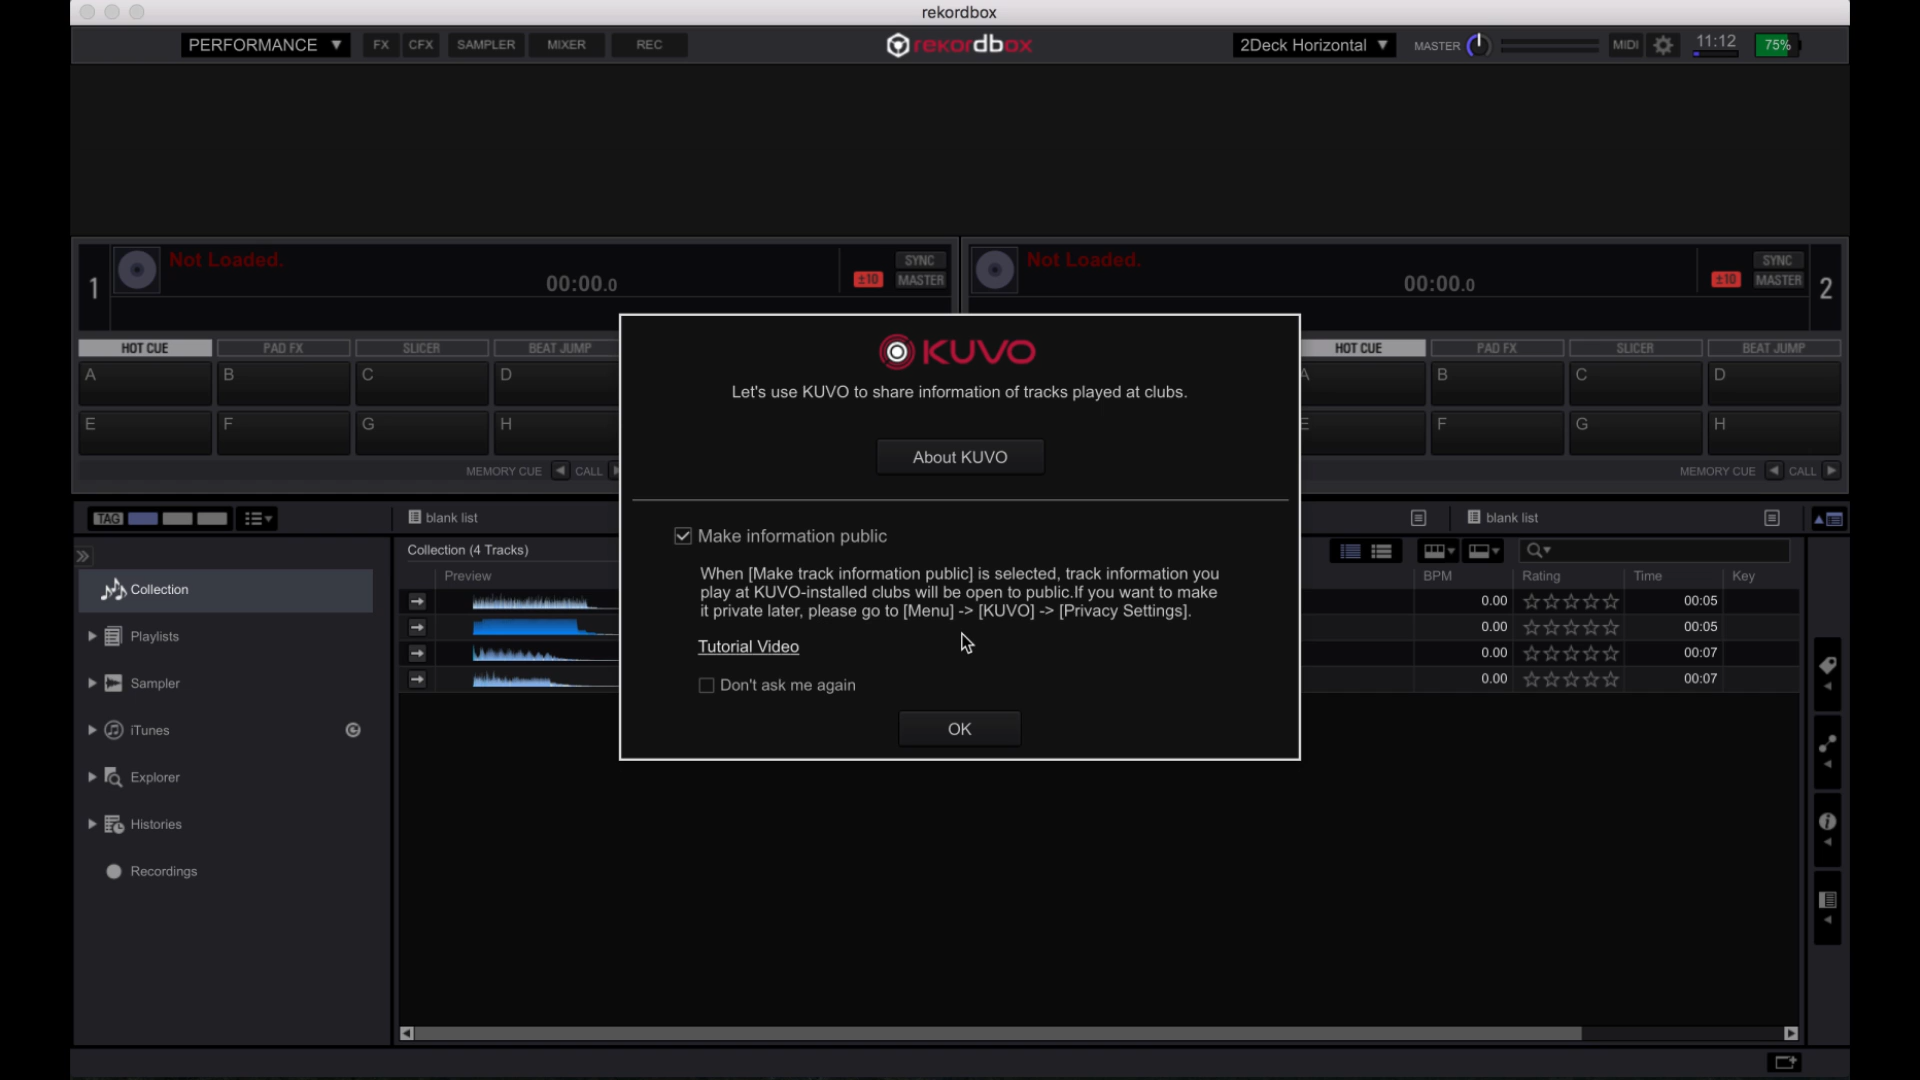 rekordbox
PERFORMANCE ▼ FX CFX SAMPLER MIXER REC rekordbox 2Deck Horizontal ▼ MASTER MIDI 11:12 75%
1 Not Loaded. 00:00.0 ±10 SYNC MASTER
Not Loaded. 00:00.0 ±10 SYNC MASTER 2
HOT CUE PAD FX SLICER BEAT JUMP
A B C D
E F G H
MEMORY CUE CALL
HOT CUE PAD FX SLICER BEAT JUMP
A B C D
E F G H
MEMORY CUE CALL
KUVO
Let's use KUVO to share information of tracks played at clubs.
About KUVO
Make information public
When [Make track information public] is selected, track information you
play at KUVO-installed clubs will be open to public.If you want to make
it private later, please go to [Menu] -> [KUVO] -> [Privacy Settings].
Tutorial Video
Don't ask me again
OK
TAG
Collection
Playlists
Sampler
iTunes
Explorer
Histories
Recordings
blank list
blank list
Collection (4 Tracks)
Preview BPM Rating Time Key
0.00 00:05
0.00 00:05
0.00 00:07
0.00 00:07